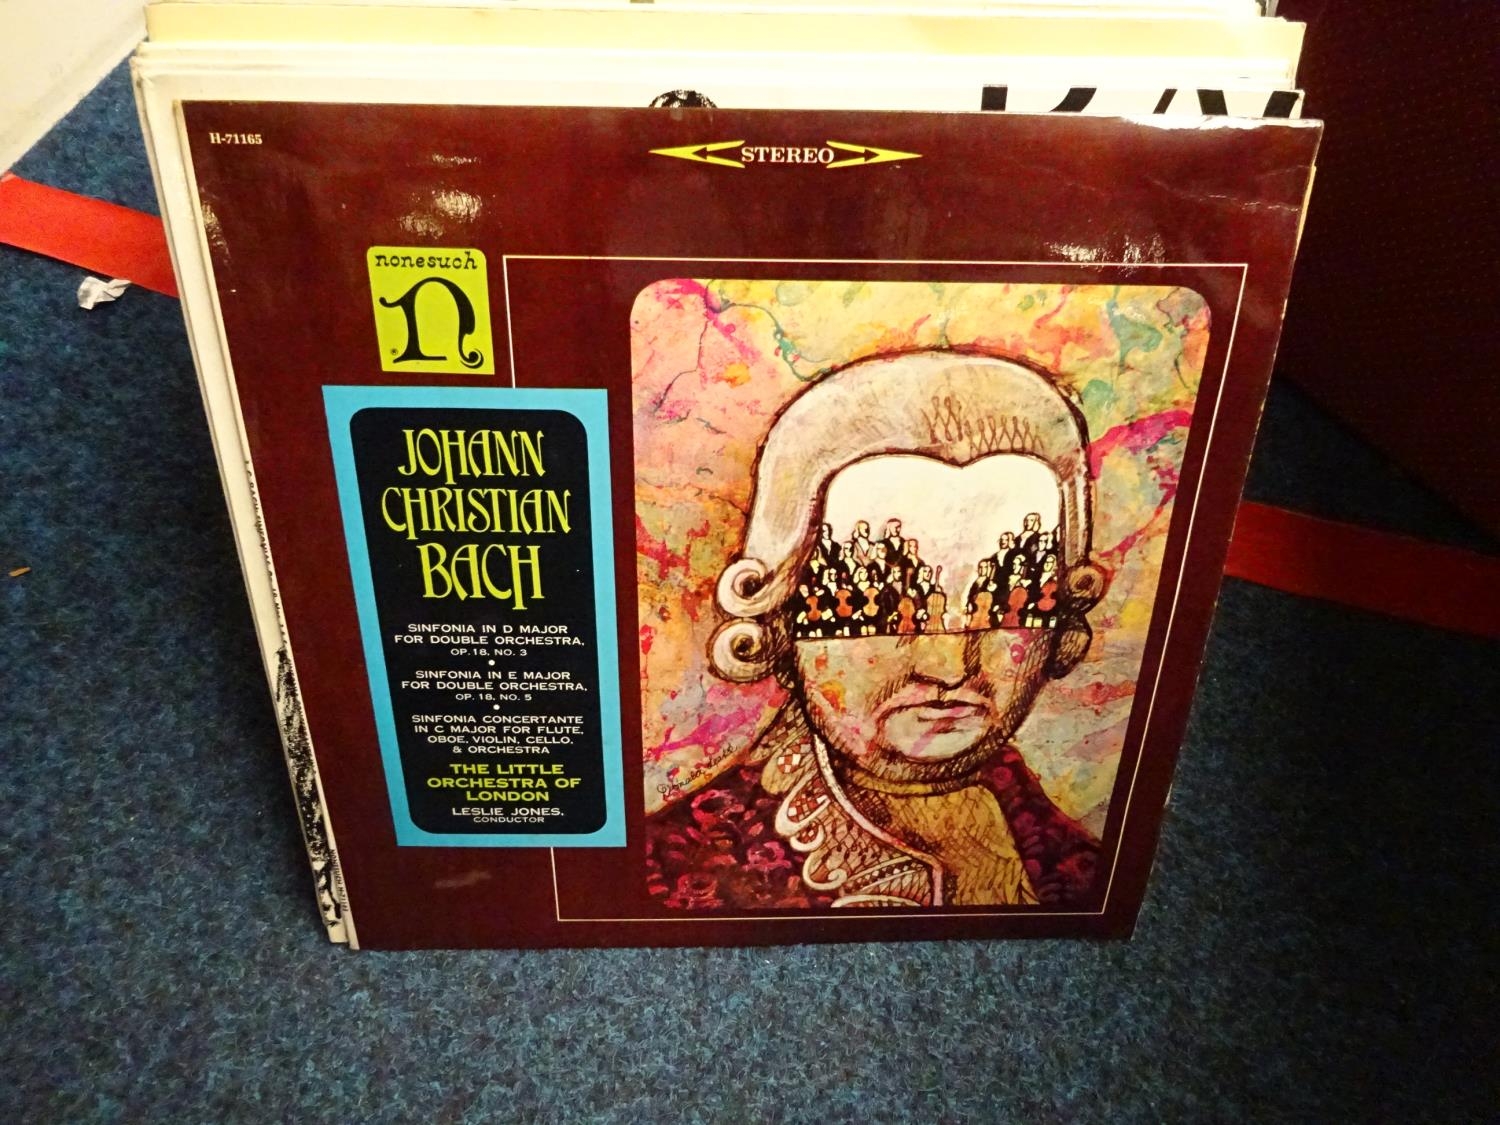 H-71165
STEREO
nonesuch
n
JOHANN
CHRISTIAN
BACH
SINFONIA IN D MAJOR
FOR DOUBLE ORCHESTRA,
OP. 18, NO. 3
SINFONIA IN E MAJOR
FOR DOUBLE ORCHESTRA,
OP. 18, NO. 5
SINFONIA CONCERTANTE
IN C MAJOR FOR FLUTE,
OBOE, VIOLIN, CELLO,
& ORCHESTRA
THE LITTLE
ORCHESTRA OF
LONDON
LESLIE JONES,
CONDUCTOR